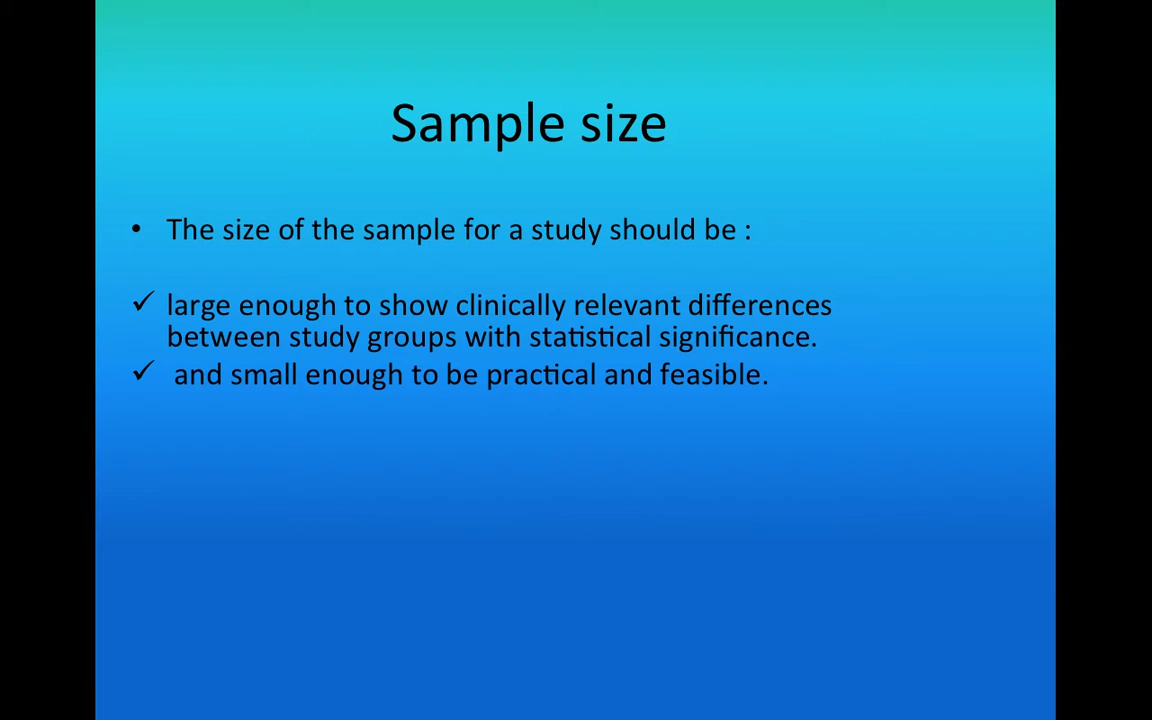 Sample size
• The size of the sample for a study should be :
✓ large enough to show clinically relevant differences
between study groups with statistical significance.
✓ and small enough to be practical and feasible.